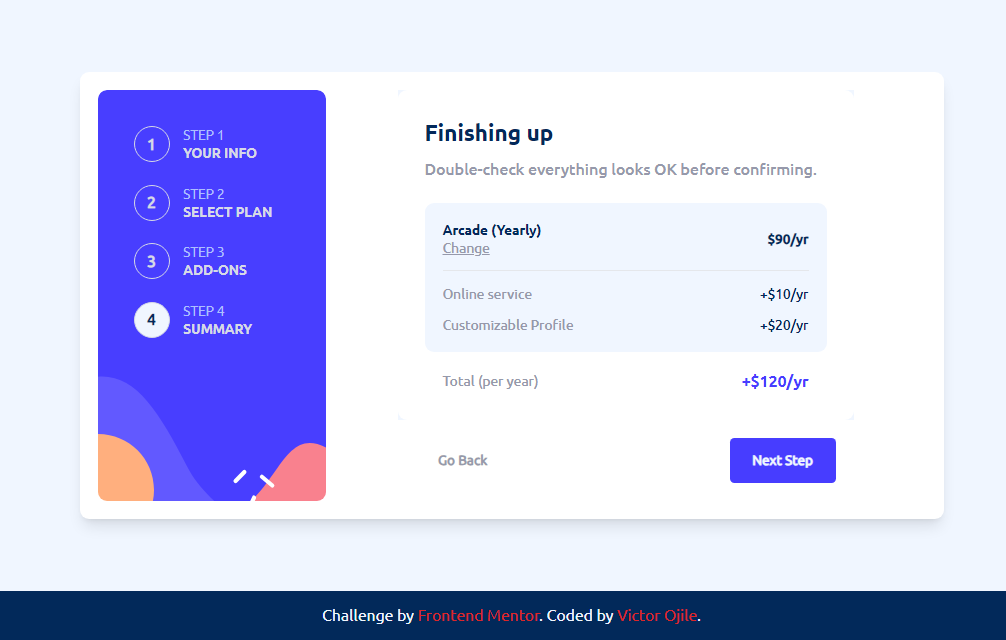 1
STEP 1
YOUR INFO
2
STEP 2
SELECT PLAN
3
STEP 3
ADD-ONS
4
STEP 4
SUMMARY
Finishing up
Double-check everything looks OK before confirming.
Arcade (Yearly)
Change
$90/yr
Online service +$10/yr
Customizable Profile +$20/yr
Total (per year) +$120/yr
Go Back Next Step
Challenge by Frontend Mentor. Coded by Victor Ojile.